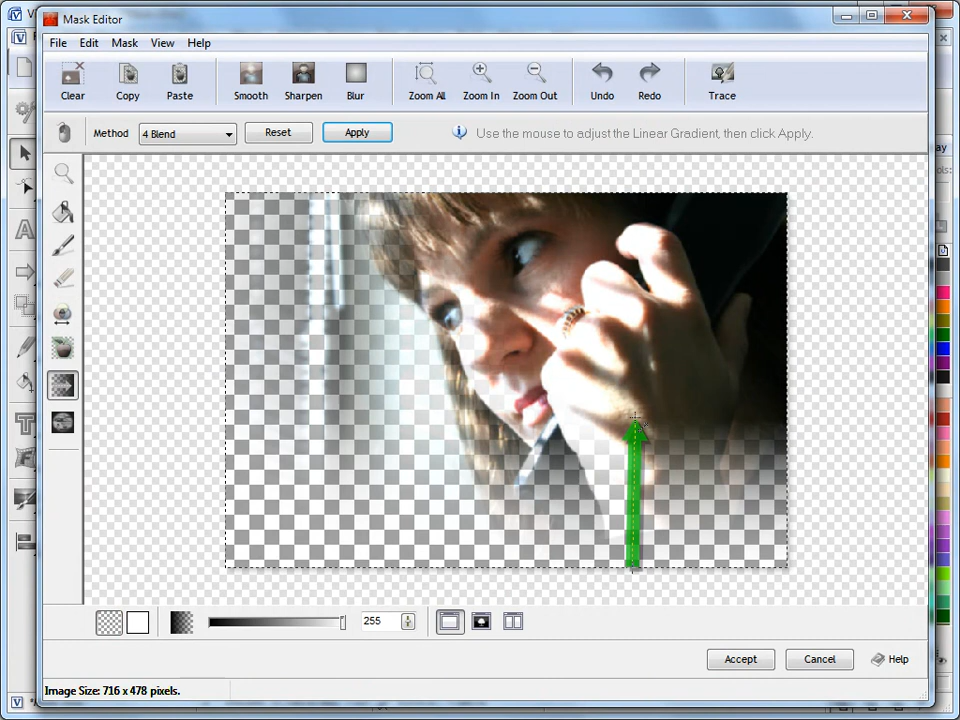 Mask Editor
File Edit Mask View Help
Clear Copy Paste Smooth Sharpen Blur Zoom All Zoom In Zoom Out Undo Redo Trace
Method 4 Blend Reset Apply Use the mouse to adjust the Linear Gradient, then click Apply.
255
Accept Cancel Help
Image Size: 716 x 478 pixels.